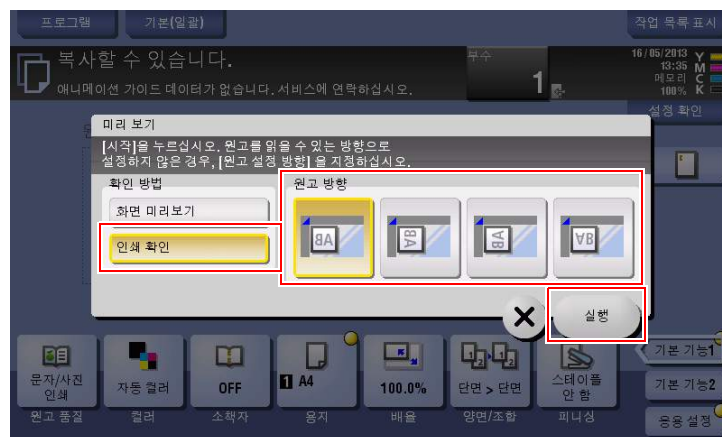 프로그램
기본(일괄)
작업 목록 표시
복사할 수 있습니다.
애니메이션 가이드 데이터가 없습니다. 서비스에 연락하십시오.
부수
1
16/05/2013
13:35
메모리
100%
Y
M
C
K
설정 확인
미리 보기
[시작]을 누르십시오. 원고를 읽을 수 있는 방향으로
설정하지 않은 경우, [원고 설정 방향] 을 지정하십시오.
확인 방법
원고 방향
화면 미리보기
인쇄 확인
AB
AB
AB
AB
실행
문자/사진
인쇄
자동 컬러
OFF
1 A4
100.0%
단면 > 단면
스테이플
안 함
원고 품질
컬러
소책자
용지
배율
양면/조합
피니싱
기본 기능1
기본 기능2
응용 설정